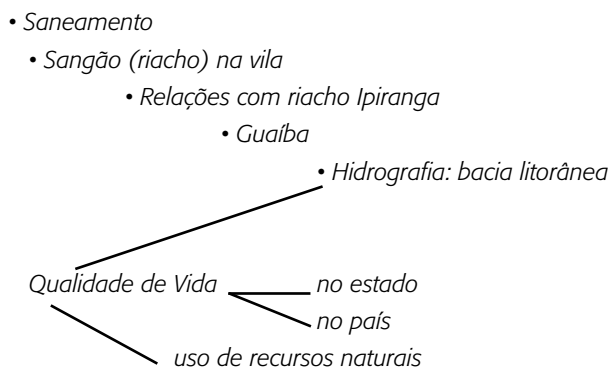 • Saneamento
• Sangão (riacho) na vila
• Relações com riacho Ipiranga
• Guaíba
• Hidrografia: bacia litorânea
Qualidade de Vida no estado
no país
uso de recursos naturais